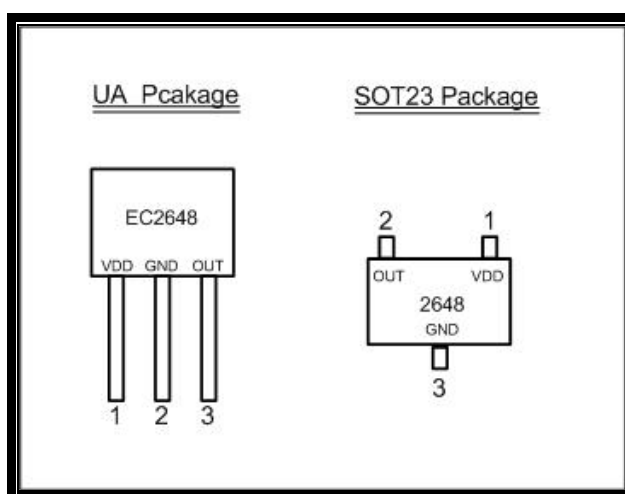 UA Pcakage
SOT23 Package
EC2648
VDD GND OUT
1 2 3
2 1
OUT VDD
2648
GND
3